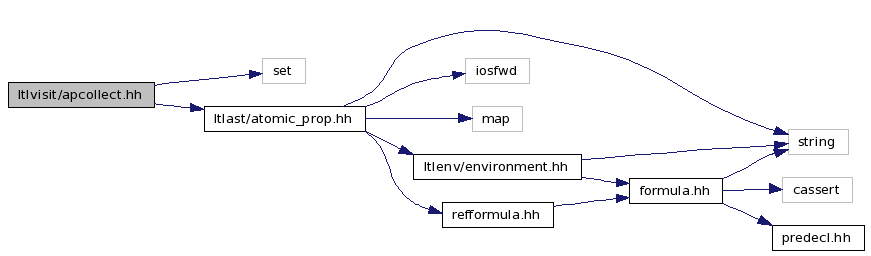 ltlvisit/apcollect.hh
set
ltlast/atomic_prop.hh
iosfwd
map
ltlenv/environment.hh
refformula.hh
string
formula.hh
cassert
predecl.hh